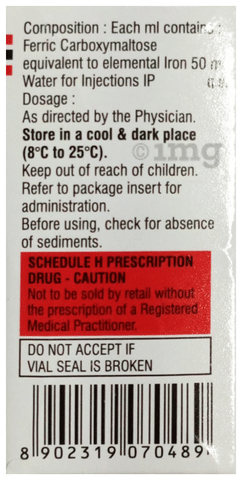 Composition : Each ml contains :
Ferric Carboxymaltose
equivalent to elemental Iron 50
Water for Injections IP
Dosage :
As directed by the Physician.
Store in a cool & dark place
(8°C to 25°C).
Keep out of reach of children.
Refer to package insert for
administration.
Before using, check for absence
of sediments.
SCHEDULE H PRESCRIPTION
DRUG - CAUTION
Not to be sold by retail without
the prescription of a Registered
Medical Practitioner.
DO NOT ACCEPT IF
VIAL SEAL IS BROKEN
8 902319 070489
1mg